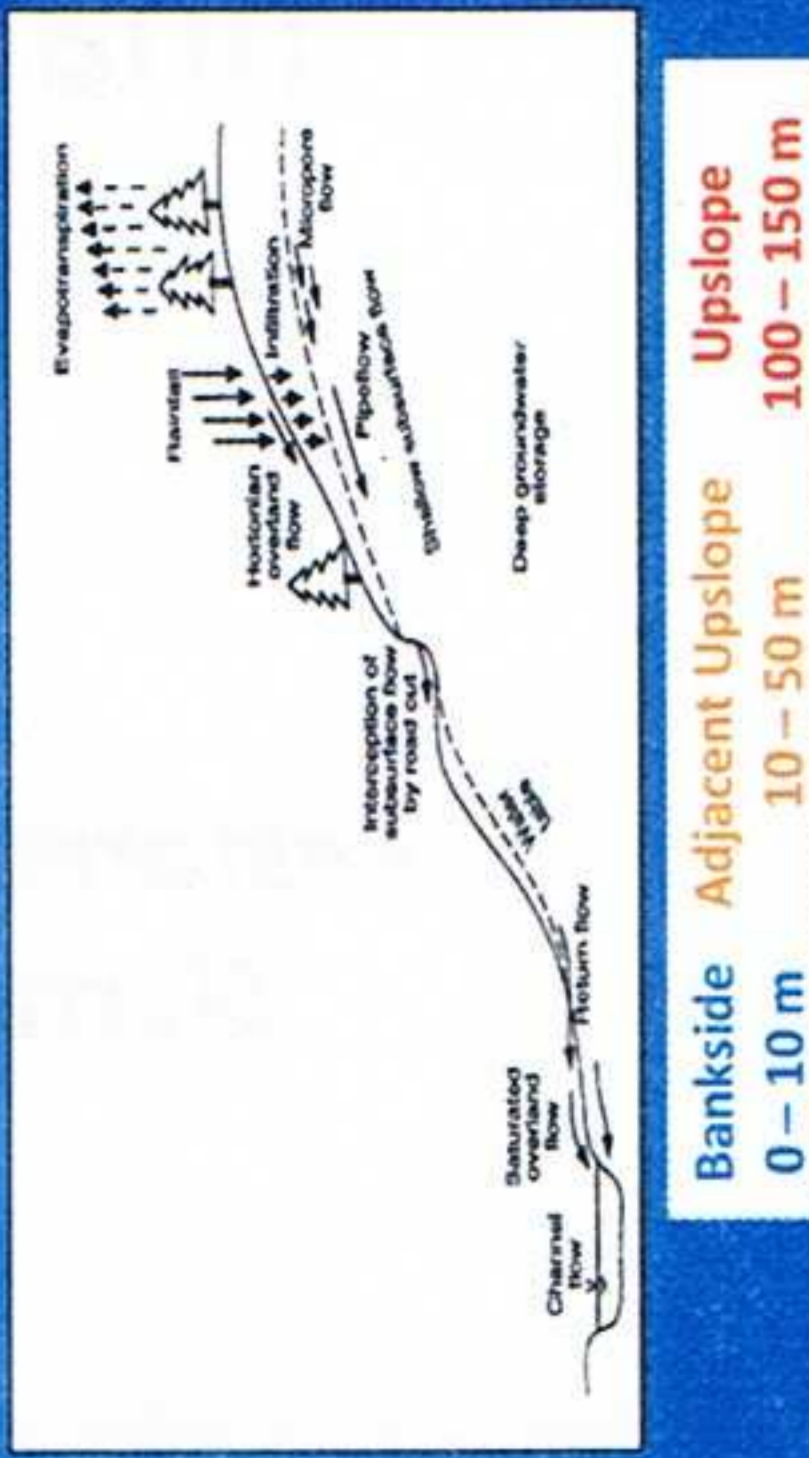 Evapotranspiration
Rainfall
Hortonian
overland
flow
Infiltration
Micropore
flow
Pipeflow
Shallow subsurface flow
Interception of
subsurface flow
by road cut
Deep groundwater
storage
Water
table
Return flow
Saturated
overland
flow
Channel
flow
Bankside Adjacent Upslope Upslope
0 – 10 m 10 – 50 m 100 – 150 m